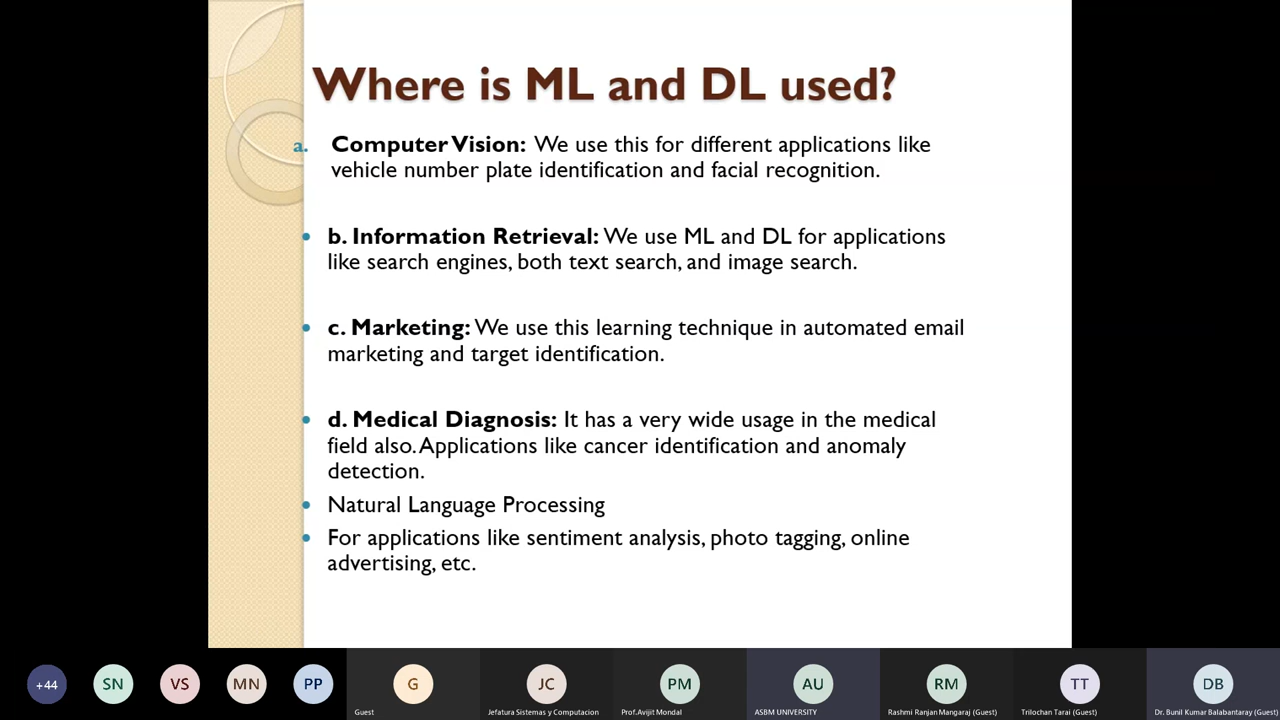 Where is ML and DL used?
a. Computer Vision: We use this for different applications like
vehicle number plate identification and facial recognition.
• b. Information Retrieval: We use ML and DL for applications
like search engines, both text search, and image search.
• c. Marketing: We use this learning technique in automated email
marketing and target identification.
• d. Medical Diagnosis: It has a very wide usage in the medical
field also. Applications like cancer identification and anomaly
detection.
• Natural Language Processing
• For applications like sentiment analysis, photo tagging, online
advertising, etc.
+44 SN VS MN PP G JC PM AU RM TT DB
Guest Jefatura Sistemas y Computacion Prof.Avijit Mondal ASBM UNIVERSITY Rashmi Ranjan Mangaraj (Guest) Trilochan Tarai (Guest) Dr. Bunil Kumar Balabantaray (Guest)